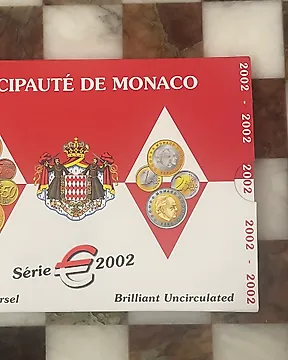 CIPAUTÉ DE MONACO
Série € 2002
rsel
Brilliant Uncirculated
2002 - 2002 - 2002 - 2002 - 2002